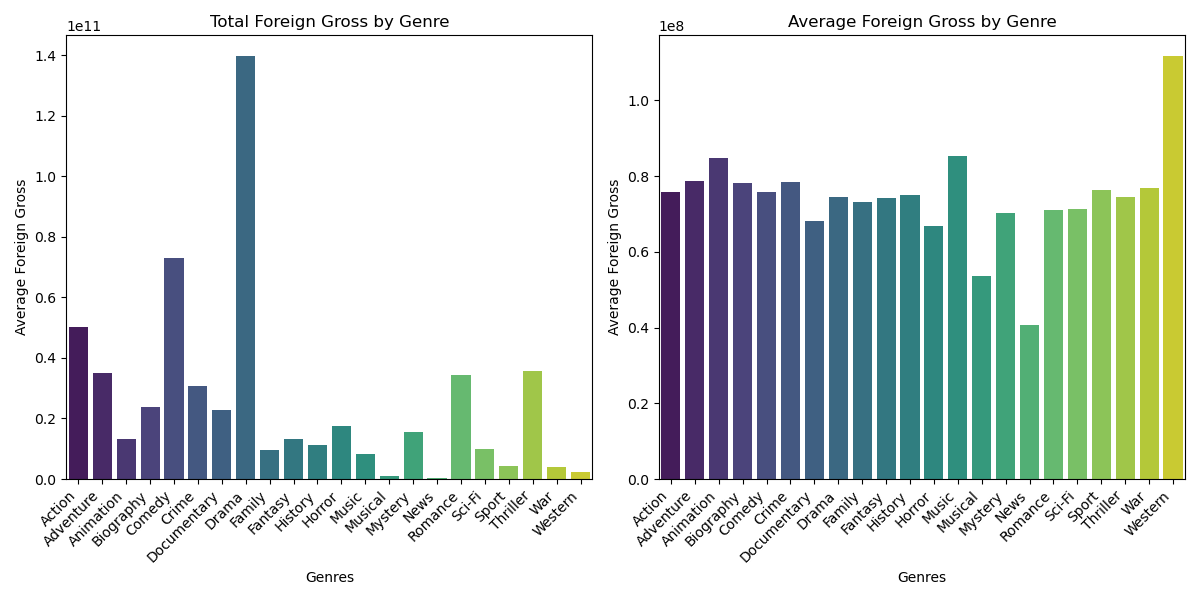 Total Foreign Gross by Genre
1e11
Average Foreign Gross
1.4
1.2
1.0
0.8
0.6
0.4
0.2
0.0
Action
Adventure
Animation
Biography
Comedy
Crime
Documentary
Drama
Family
Fantasy
History
Horror
Music
Musical
Mystery
News
Romance
Sci-Fi
Sport
Thriller
War
Western
Genres
Average Foreign Gross by Genre
1e8
Average Foreign Gross
1.0
0.8
0.6
0.4
0.2
0.0
Action
Adventure
Animation
Biography
Comedy
Crime
Documentary
Drama
Family
Fantasy
History
Horror
Music
Musical
Mystery
News
Romance
Sci-Fi
Sport
Thriller
War
Western
Genres